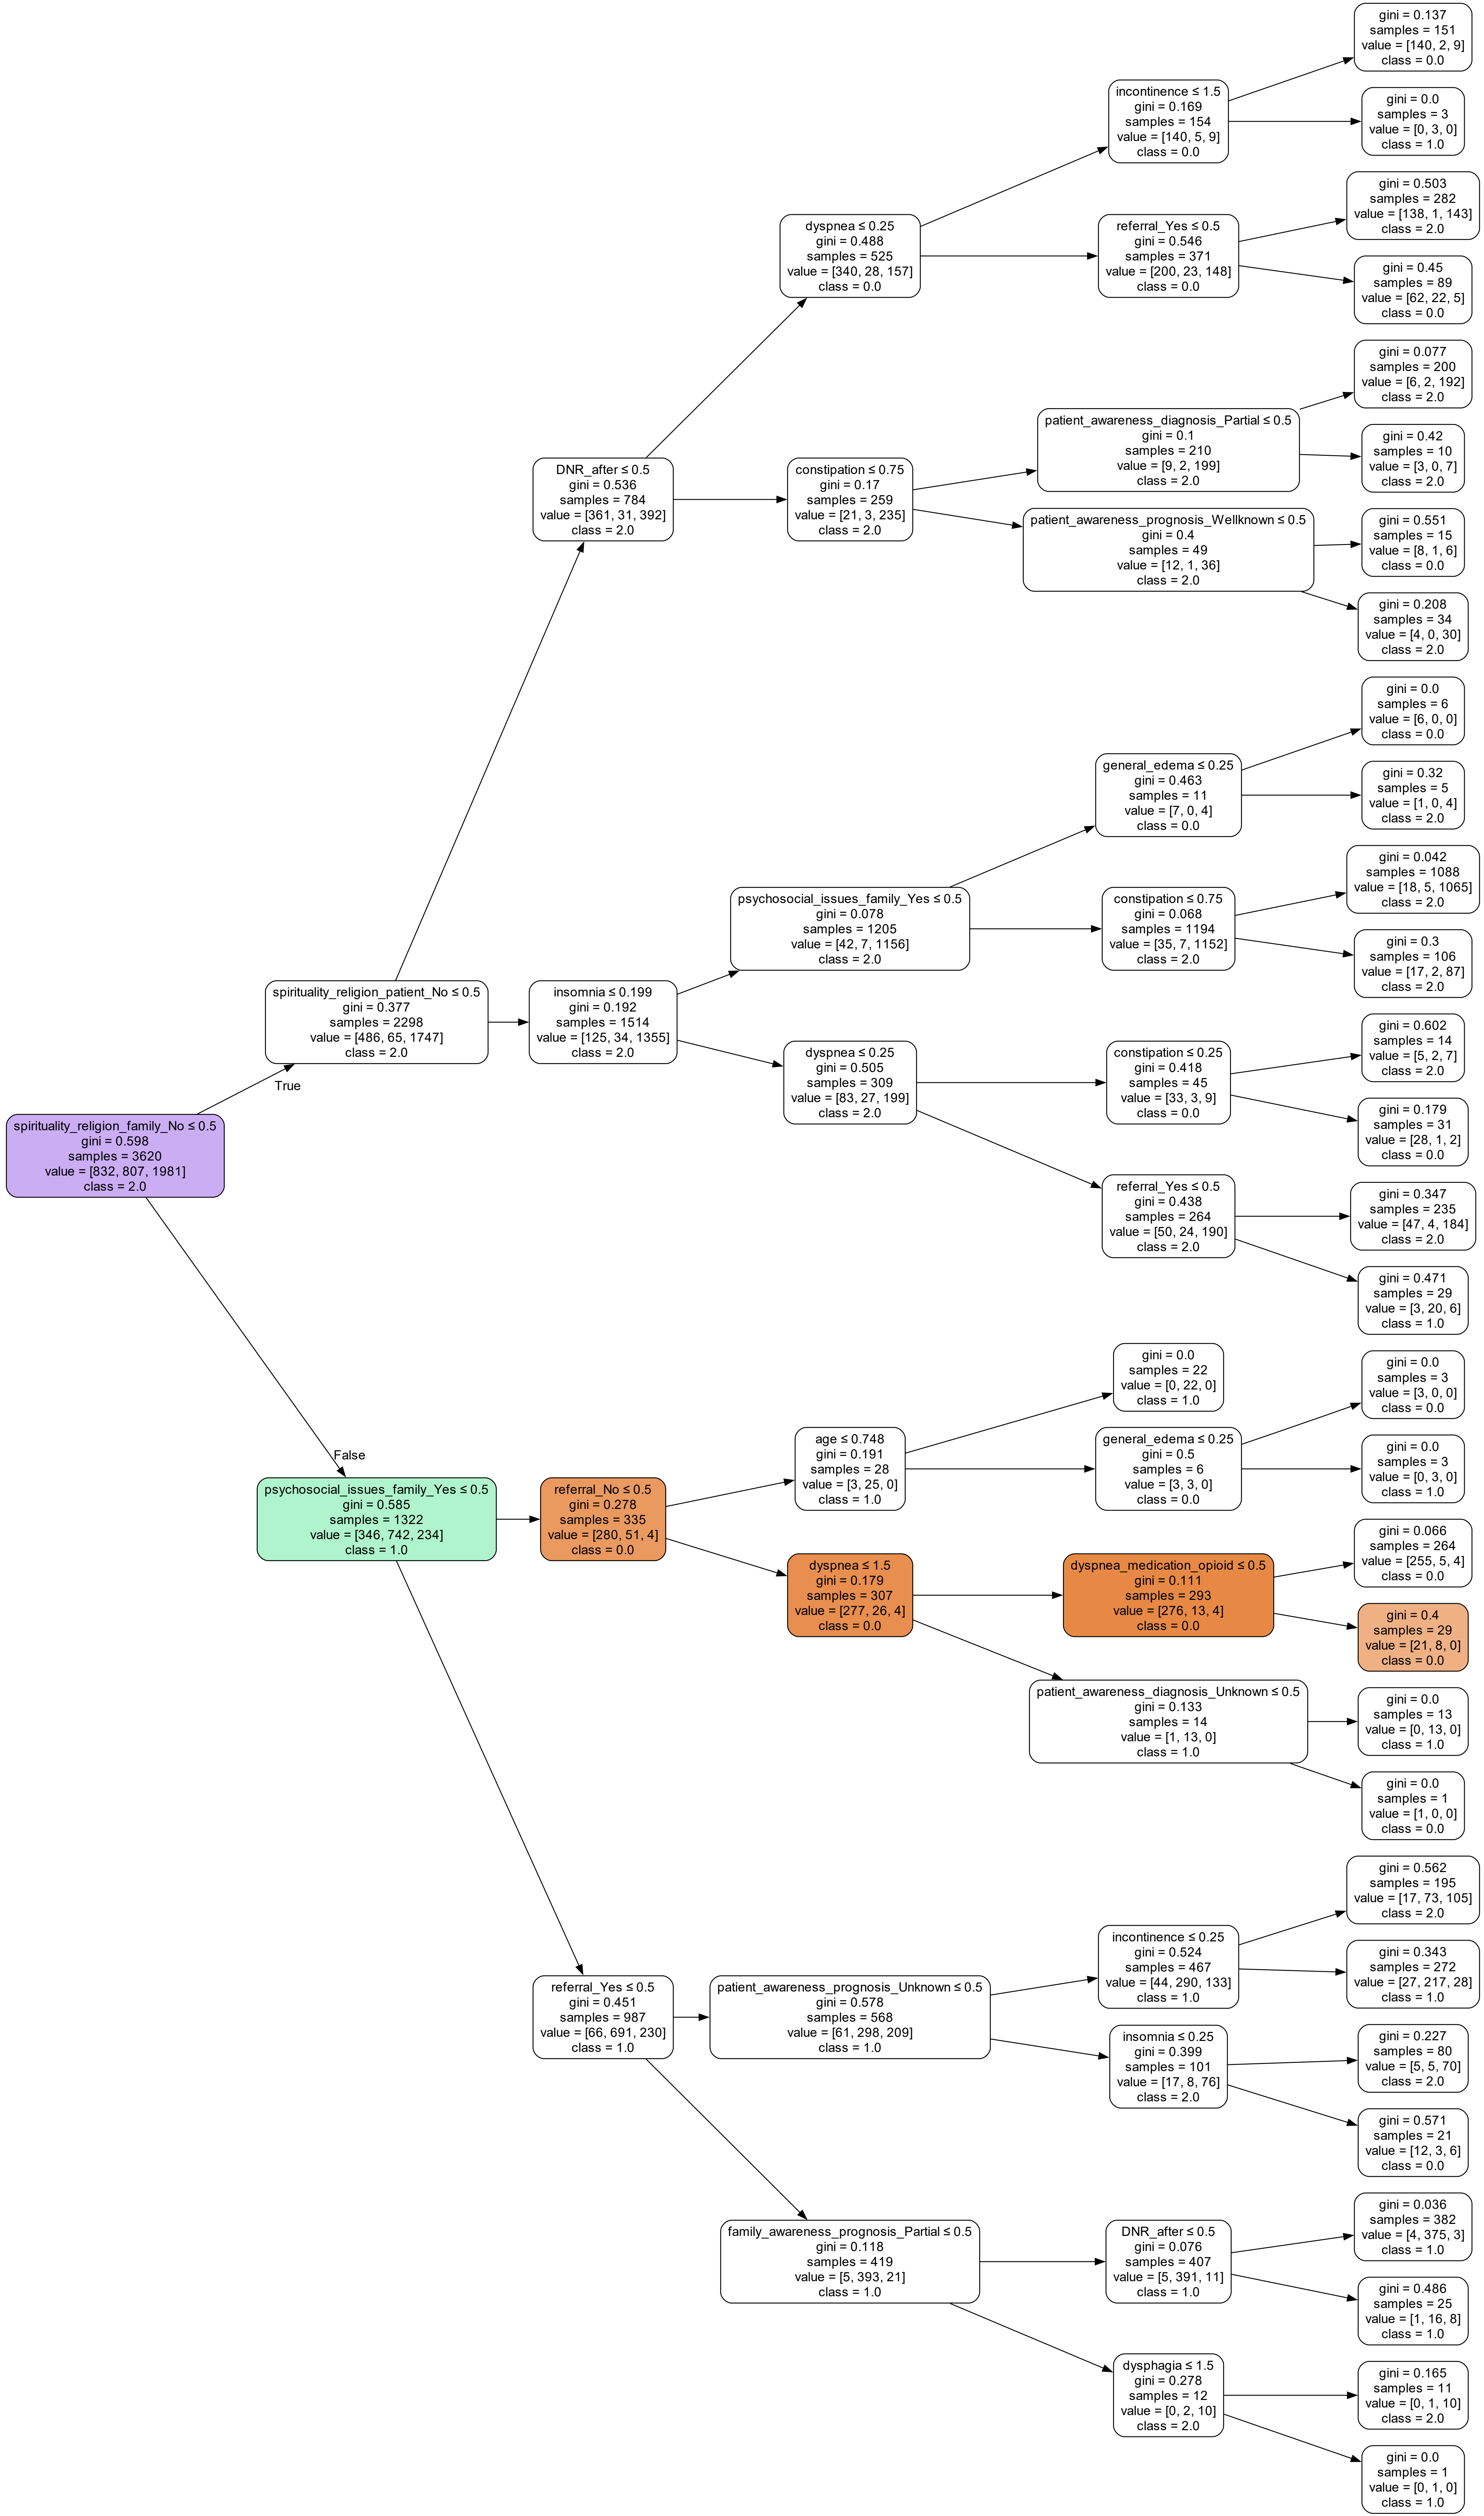 gini = 0.137
samples = 151
value = [140, 2, 9]
class = 0.0
incontinence ≤ 1.5
gini = 0.169
samples = 154
value = [140, 5, 9]
class = 0.0
gini = 0.0
samples = 3
value = [0, 3, 0]
class = 1.0
dyspnea ≤ 0.25
gini = 0.488
samples = 525
value = [340, 28, 157]
class = 0.0
gini = 0.503
samples = 282
value = [138, 1, 143]
class = 2.0
referral_Yes ≤ 0.5
gini = 0.546
samples = 371
value = [200, 23, 148]
class = 0.0
gini = 0.45
samples = 89
value = [62, 22, 5]
class = 0.0
DNR_after ≤ 0.5
gini = 0.536
samples = 784
value = [361, 31, 392]
class = 2.0
gini = 0.077
samples = 200
value = [6, 2, 192]
class = 2.0
patient_awareness_diagnosis_Partial ≤ 0.5
gini = 0.1
samples = 210
value = [9, 2, 199]
class = 2.0
gini = 0.42
samples = 10
value = [3, 0, 7]
class = 2.0
constipation ≤ 0.75
gini = 0.17
samples = 259
value = [21, 3, 235]
class = 2.0
gini = 0.551
samples = 15
value = [8, 1, 6]
class = 0.0
patient_awareness_prognosis_Wellknown ≤ 0.5
gini = 0.4
samples = 49
value = [12, 1, 36]
class = 2.0
gini = 0.208
samples = 34
value = [4, 0, 30]
class = 2.0
spirituality_religion_patient_No ≤ 0.5
gini = 0.377
samples = 2298
value = [486, 65, 1747]
class = 2.0
gini = 0.0
samples = 6
value = [6, 0, 0]
class = 0.0
general_edema ≤ 0.25
gini = 0.463
samples = 11
value = [7, 0, 4]
class = 0.0
gini = 0.32
samples = 5
value = [1, 0, 4]
class = 2.0
psychosocial_issues_family_Yes ≤ 0.5
gini = 0.078
samples = 1205
value = [42, 7, 1156]
class = 2.0
gini = 0.042
samples = 1088
value = [18, 5, 1065]
class = 2.0
constipation ≤ 0.75
gini = 0.068
samples = 1194
value = [35, 7, 1152]
class = 2.0
gini = 0.3
samples = 106
value = [17, 2, 87]
class = 2.0
insomnia ≤ 0.199
gini = 0.192
samples = 1514
value = [125, 34, 1355]
class = 2.0
gini = 0.602
samples = 14
value = [5, 2, 7]
class = 2.0
dyspnea ≤ 0.25
gini = 0.505
samples = 309
value = [83, 27, 199]
class = 2.0
constipation ≤ 0.25
gini = 0.418
samples = 45
value = [33, 3, 9]
class = 0.0
gini = 0.179
samples = 31
value = [28, 1, 2]
class = 0.0
True
spirituality_religion_family_No ≤ 0.5
gini = 0.598
samples = 3620
value = [832, 807, 1981]
class = 2.0
referral_Yes ≤ 0.5
gini = 0.438
samples = 264
value = [50, 24, 190]
class = 2.0
gini = 0.347
samples = 235
value = [47, 4, 184]
class = 2.0
gini = 0.471
samples = 29
value = [3, 20, 6]
class = 1.0
gini = 0.0
samples = 22
value = [0, 22, 0]
class = 1.0
gini = 0.0
samples = 3
value = [3, 0, 0]
class = 0.0
age ≤ 0.748
gini = 0.191
samples = 28
value = [3, 25, 0]
class = 1.0
general_edema ≤ 0.25
gini = 0.5
samples = 6
value = [3, 3, 0]
class = 0.0
gini = 0.0
samples = 3
value = [0, 3, 0]
class = 1.0
False
psychosocial_issues_family_Yes ≤ 0.5
gini = 0.585
samples = 1322
value = [346, 742, 234]
class = 1.0
referral_No ≤ 0.5
gini = 0.278
samples = 335
value = [280, 51, 4]
class = 0.0
gini = 0.066
samples = 264
value = [255, 5, 4]
class = 0.0
dyspnea ≤ 1.5
gini = 0.179
samples = 307
value = [277, 26, 4]
class = 0.0
dyspnea_medication_opioid ≤ 0.5
gini = 0.111
samples = 293
value = [276, 13, 4]
class = 0.0
gini = 0.4
samples = 29
value = [21, 8, 0]
class = 0.0
patient_awareness_diagnosis_Unknown ≤ 0.5
gini = 0.133
samples = 14
value = [1, 13, 0]
class = 1.0
gini = 0.0
samples = 13
value = [0, 13, 0]
class = 1.0
gini = 0.0
samples = 1
value = [1, 0, 0]
class = 0.0
gini = 0.562
samples = 195
value = [17, 73, 105]
class = 2.0
incontinence ≤ 0.25
gini = 0.524
samples = 467
value = [44, 290, 133]
class = 1.0
gini = 0.343
samples = 272
value = [27, 217, 28]
class = 1.0
referral_Yes ≤ 0.5
gini = 0.451
samples = 987
value = [66, 691, 230]
class = 1.0
patient_awareness_prognosis_Unknown ≤ 0.5
gini = 0.578
samples = 568
value = [61, 298, 209]
class = 1.0
insomnia ≤ 0.25
gini = 0.399
samples = 101
value = [17, 8, 76]
class = 2.0
gini = 0.227
samples = 80
value = [5, 5, 70]
class = 2.0
gini = 0.571
samples = 21
value = [12, 3, 6]
class = 0.0
gini = 0.036
samples = 382
value = [4, 375, 3]
class = 1.0
family_awareness_prognosis_Partial ≤ 0.5
gini = 0.118
samples = 419
value = [5, 393, 21]
class = 1.0
DNR_after ≤ 0.5
gini = 0.076
samples = 407
value = [5, 391, 11]
class = 1.0
gini = 0.486
samples = 25
value = [1, 16, 8]
class = 1.0
dysphagia ≤ 1.5
gini = 0.278
samples = 12
value = [0, 2, 10]
class = 2.0
gini = 0.165
samples = 11
value = [0, 1, 10]
class = 2.0
gini = 0.0
samples = 1
value = [0, 1, 0]
class = 1.0